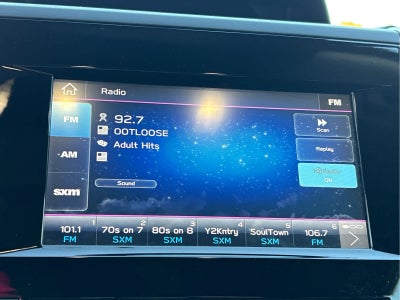 Radio
FM
FM
92.7
OOTLOOSE
Adult Hits
AM
sxm
Scan
Replay
ON
Sound
1 2 3 4 5 6
101.1 70s on 7 80s on 8 Y2Kntry SoulTown 106.7
FM SXM SXM SXM SXM FM